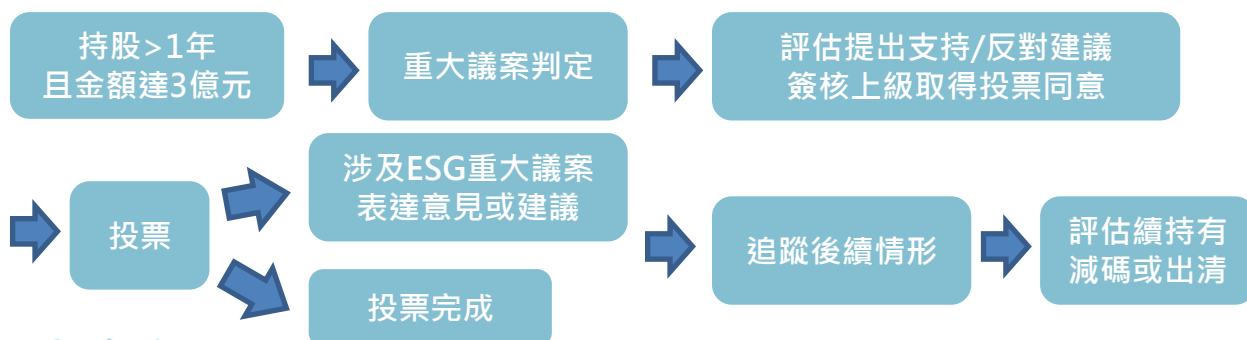 持股>1年
且金額達3億元
重大議案判定
評估提出支持/反對建議
簽核上級取得投票同意
投票
涉及ESG重大議案
表達意見或建議
投票完成
追蹤後續情形
評估續持有
減碼或出清